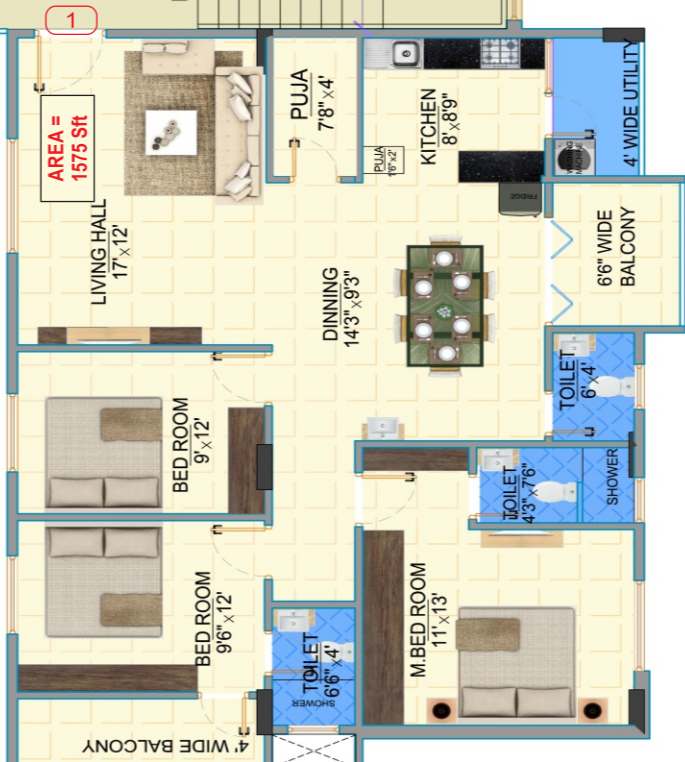 1
AREA =
1575 Sft
LIVING HALL
17'x12'
PUJA
7'8"x4'
PUJA
1'6"x2'
KITCHEN
8'x8'9"
4' WIDE UTILITY
WASHING
MACHINE
FRIDGE
6'6" WIDE
BALCONY
DINNING
14'3"x9'3"
TOILET
6'x4'
BED ROOM
9'x12'
TOILET
4'3"x7'6"
SHOWER
BED ROOM
9'6"x12'
M.BED ROOM
11'x13'
TOILET
6'6"x4'
SHOWER
4' WIDE BALCONY